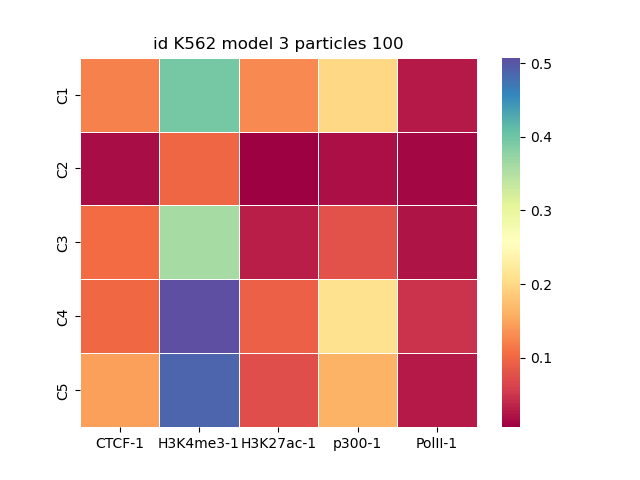 id K562 model 3 particles 100
C1
C2
C3
C4
C5
CTCF-1 H3K4me3-1 H3K27ac-1 p300-1 PolII-1
0.5
0.4
0.3
0.2
0.1